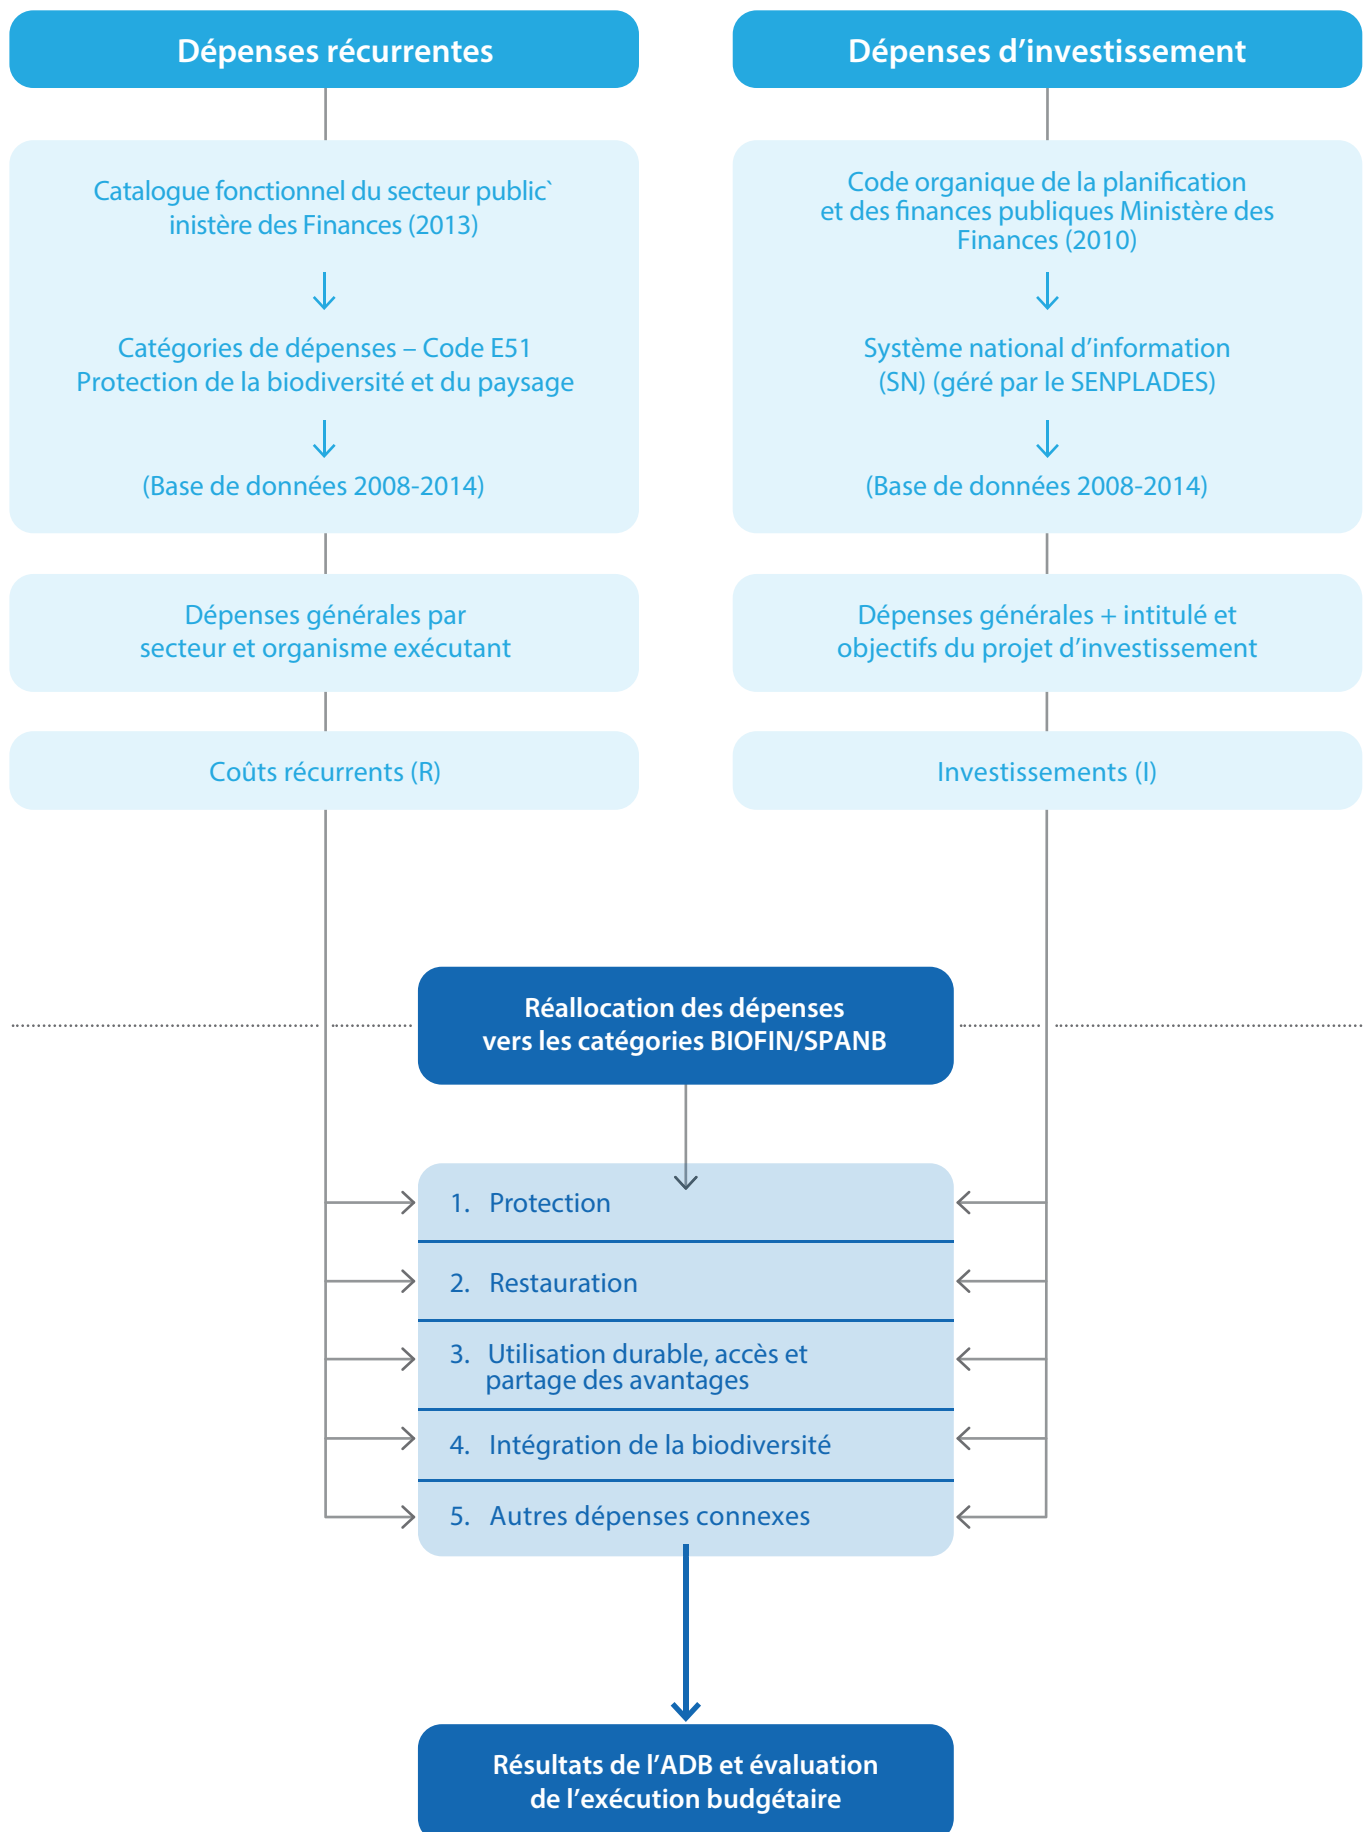 Dépenses récurrentes
Catalogue fonctionnel du secteur public`
inistère des Finances (2013)
Catégories de dépenses – Code E51
Protection de la biodiversité et du paysage
(Base de données 2008-2014)
Dépenses générales par
secteur et organisme exécutant
Coûts récurrents (R)
Dépenses d’investissement
Code organique de la planification
et des finances publiques Ministère des
Finances (2010)
Système national d’information
(SN) (géré par le SENPLADES)
(Base de données 2008-2014)
Dépenses générales + intitulé et
objectifs du projet d’investissement
Investissements (I)
Réallocation des dépenses
vers les catégories BIOFIN/SPANB
1. Protection
2. Restauration
3. Utilisation durable, accès et
partage des avantages
4. Intégration de la biodiversité
5. Autres dépenses connexes
Résultats de l’ADB et évaluation
de l’exécution budgétaire